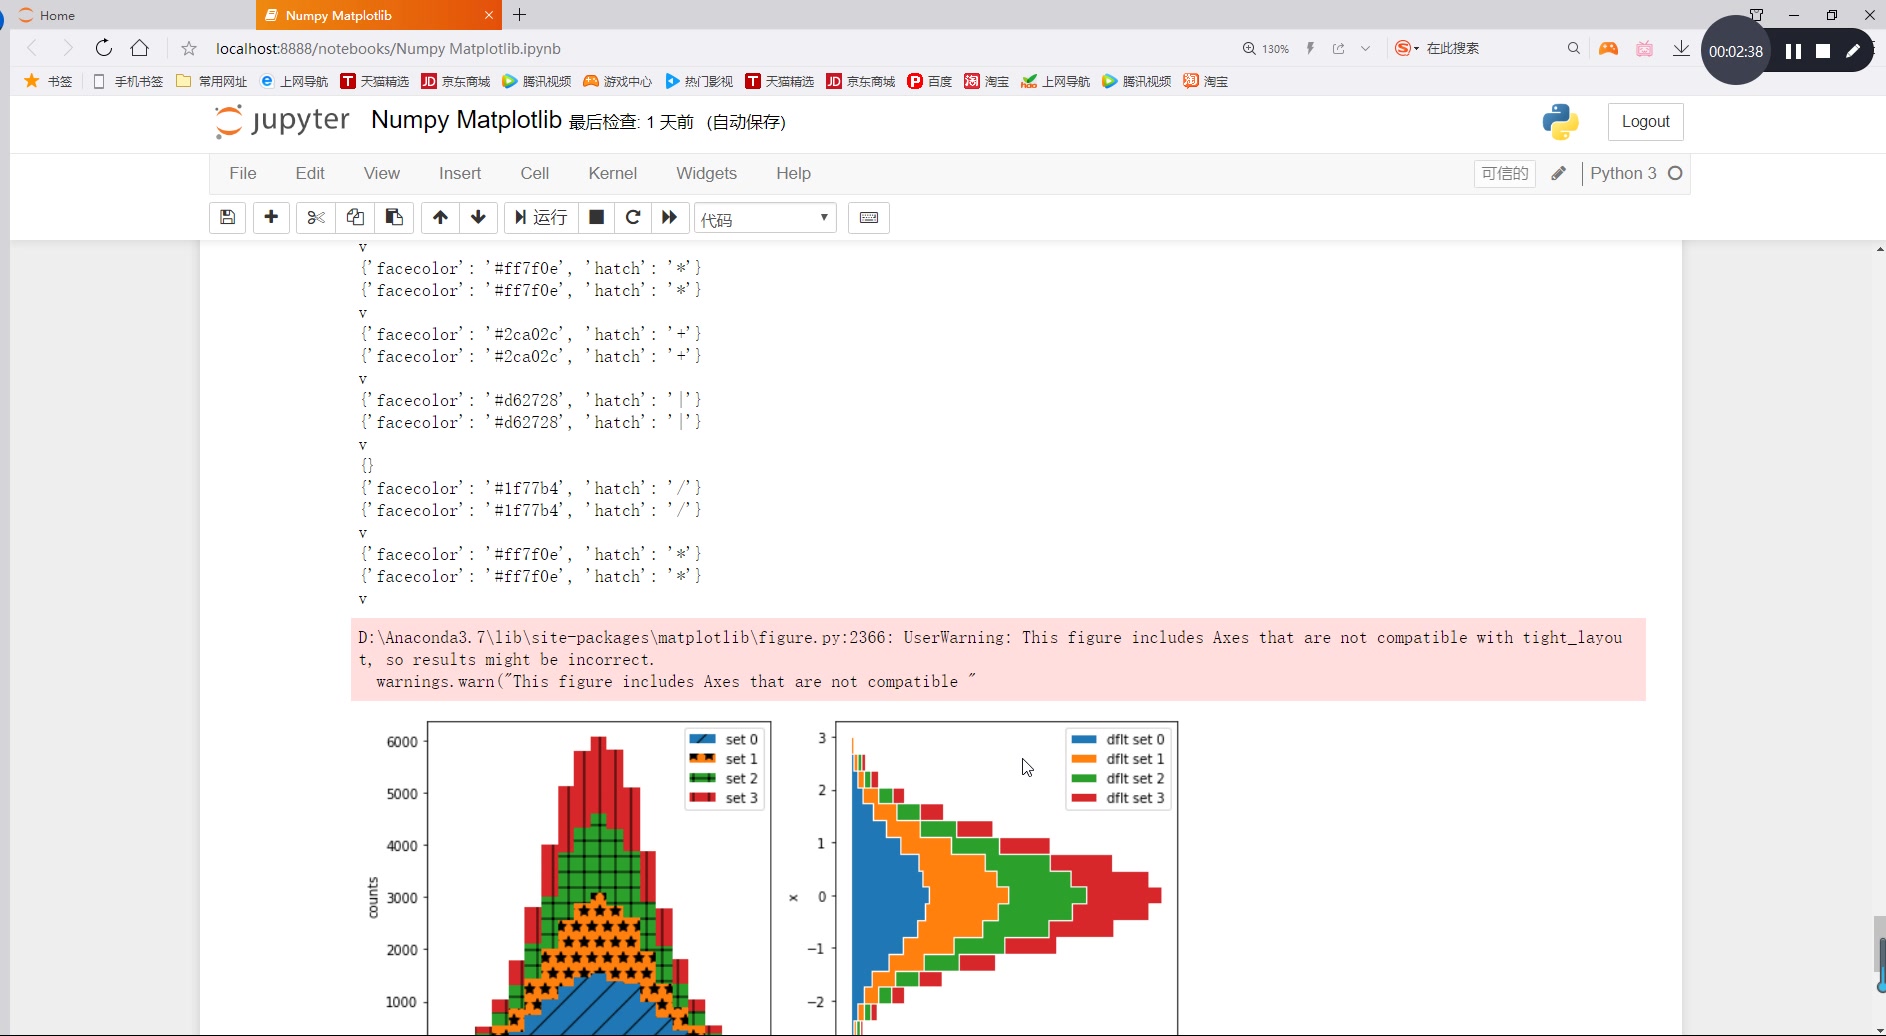 Home
Numpy Matplotlib
localhost:8888/notebooks/Numpy Matplotlib.ipynb
130%
在此搜索
00:02:38
书签 手机书签 常用网址 上网导航 天猫精选 京东商城 腾讯视频 游戏中心 热门影视 天猫精选 京东商城 百度 淘宝 上网导航 腾讯视频 淘宝
jupyter Numpy Matplotlib 最后检查: 1 天前 (自动保存)
Logout
File Edit View Insert Cell Kernel Widgets Help
可信的 Python 3
运行 代码
v
{'facecolor': '#ff7f0e', 'hatch': '*'}
{'facecolor': '#ff7f0e', 'hatch': '*'}
v
{'facecolor': '#2ca02c', 'hatch': '+'}
{'facecolor': '#2ca02c', 'hatch': '+'}
v
{'facecolor': '#d62728', 'hatch': '|'}
{'facecolor': '#d62728', 'hatch': '|'}
v
{}
{'facecolor': '#1f77b4', 'hatch': '/'}
{'facecolor': '#1f77b4', 'hatch': '/'}
v
{'facecolor': '#ff7f0e', 'hatch': '*'}
{'facecolor': '#ff7f0e', 'hatch': '*'}
v
D:\Anaconda3.7\lib\site-packages\matplotlib\figure.py:2366: UserWarning: This figure includes Axes that are not compatible with tight_layou
t, so results might be incorrect.
warnings.warn("This figure includes Axes that are not compatible "
6000
5000
4000
3000
2000
1000
counts
set 0
set 1
set 2
set 3
3
2
1
0
−1
−2
x
dflt set 0
dflt set 1
dflt set 2
dflt set 3